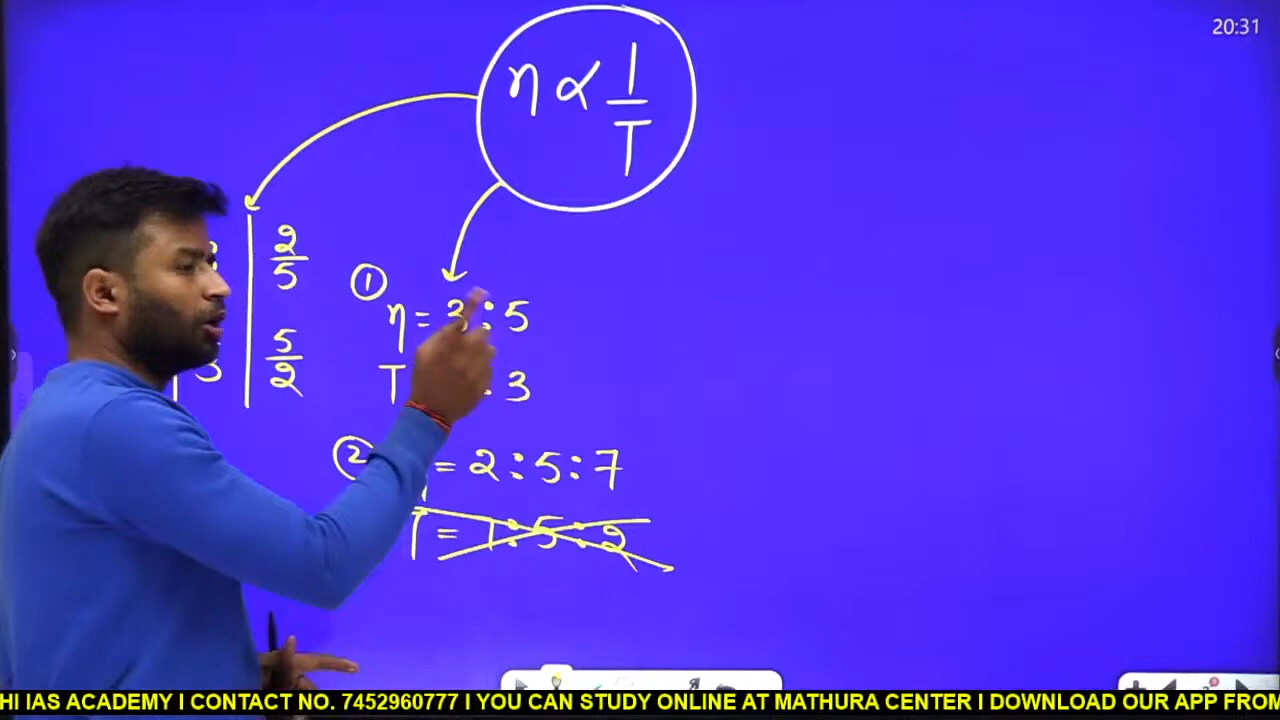 20:31
η ∝ 1/T
2/5
5/2
①
η = 3 : 5
T : 3
②
= 2 : 5 : 7
T = 1 : 5 : 2
HI IAS ACADEMY I CONTACT NO. 7452960777 I YOU CAN STUDY ONLINE AT MATHURA CENTER I DOWNLOAD OUR APP FROM